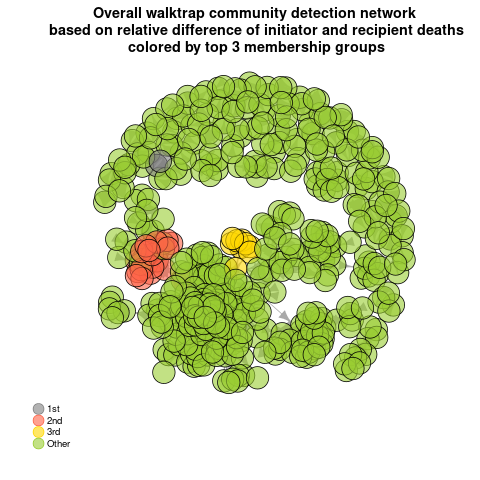 Overall walktrap community detection network
based on relative difference of initiator and recipient deaths
colored by top 3 membership groups
1st
2nd
3rd
Other